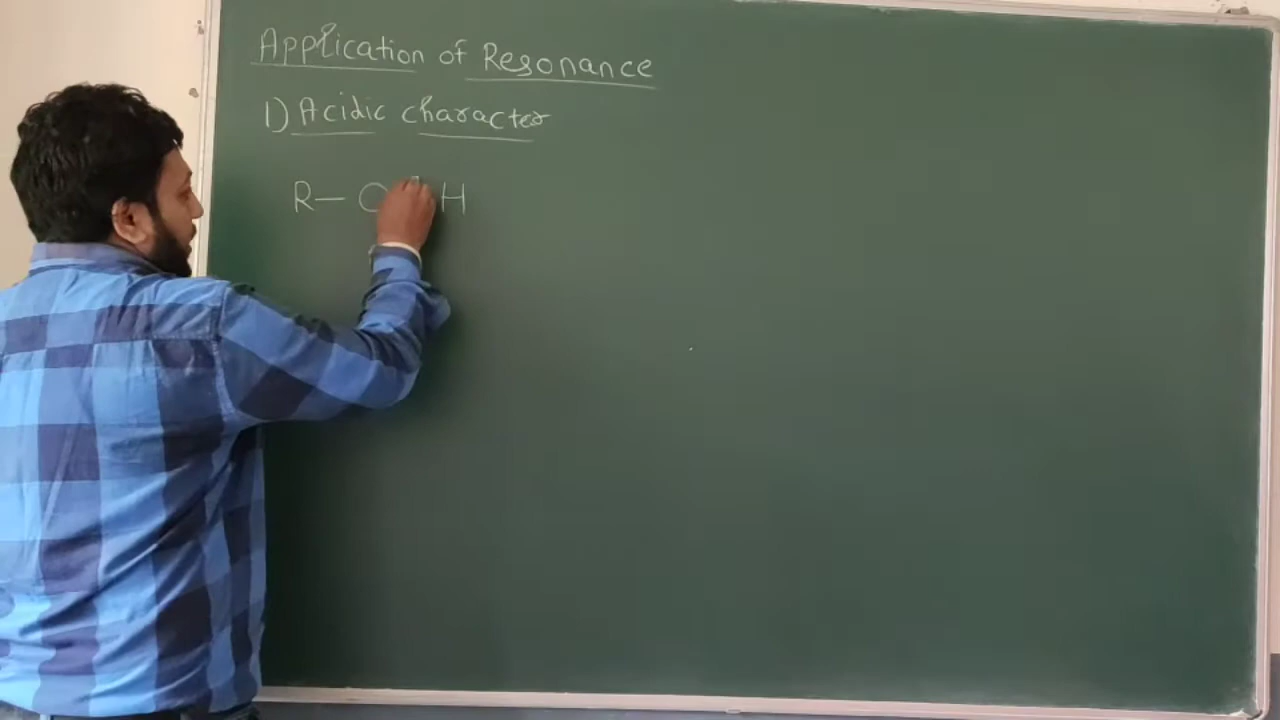 Application of Resonance
1) Acidic character
R— O H